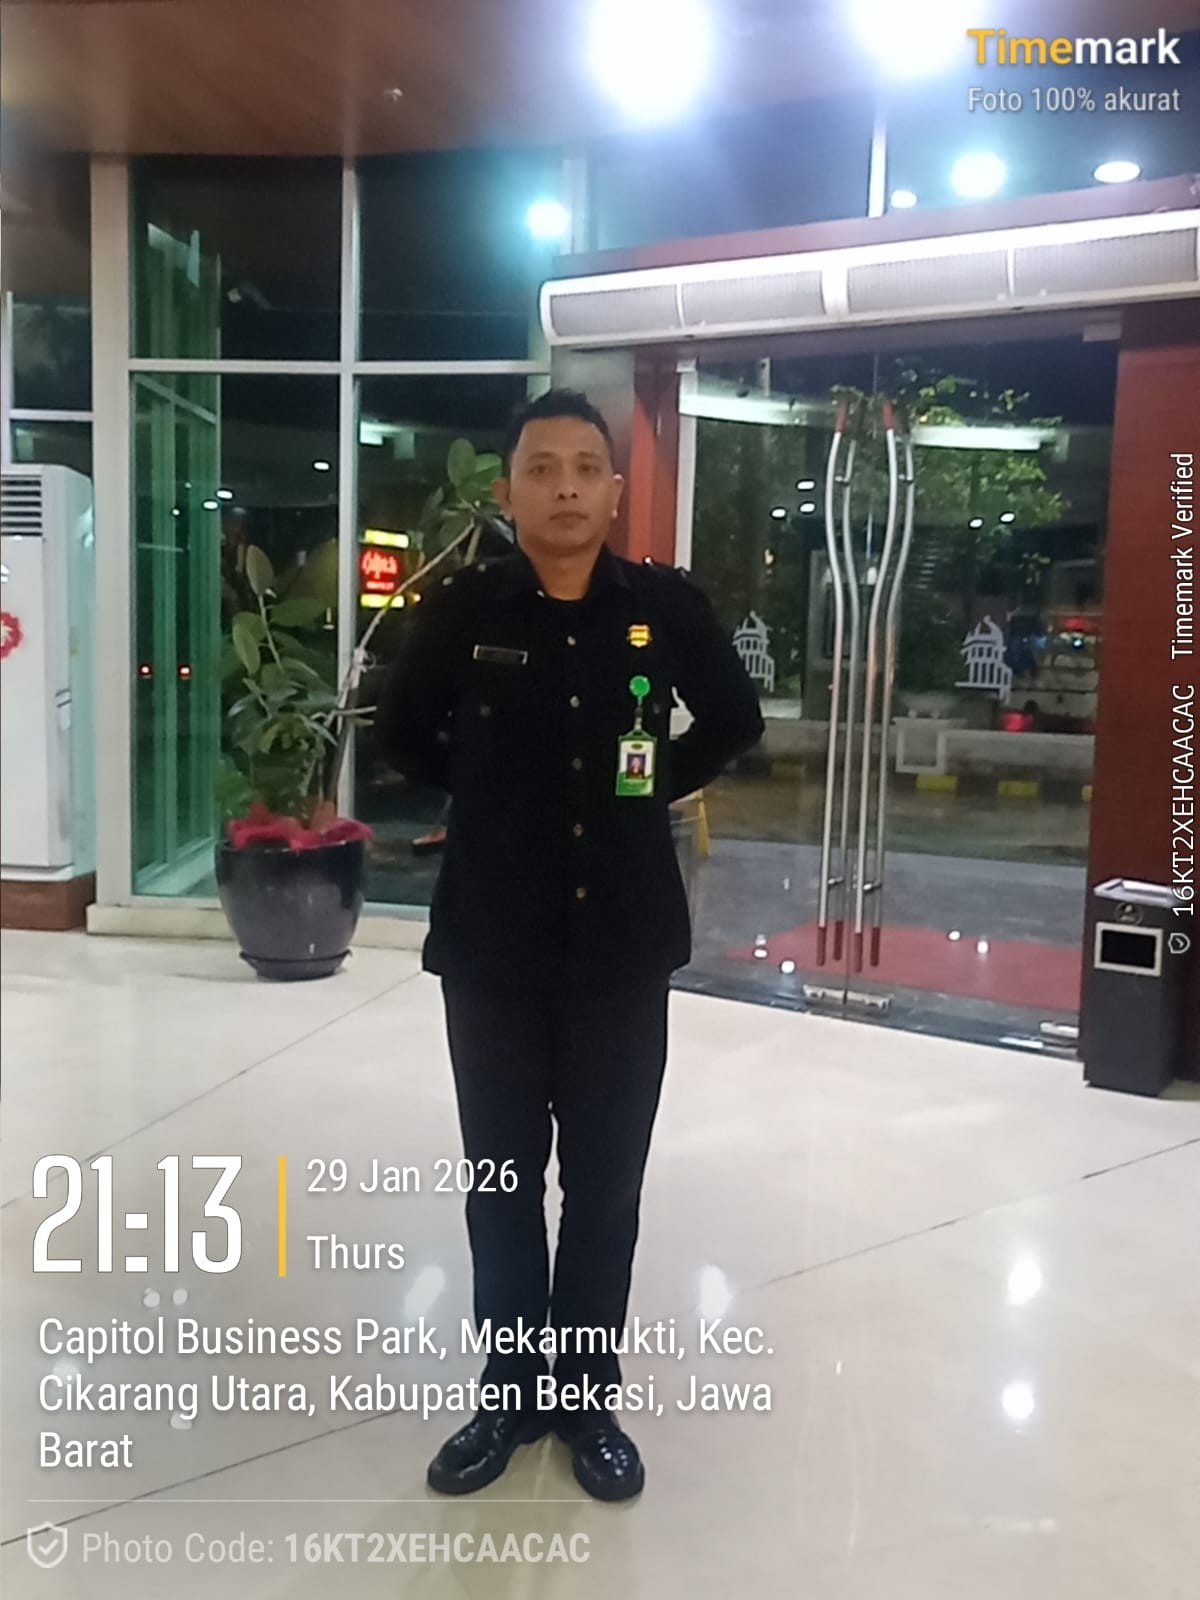 Timemark
Foto 100% akurat
16KT2XEHCAACAC Timemark Verified
21:13
29 Jan 2026
Thurs
Capitol Business Park, Mekarmukti, Kec.
Cikarang Utara, Kabupaten Bekasi, Jawa
Barat
Photo Code: 16KT2XEHCAACAC